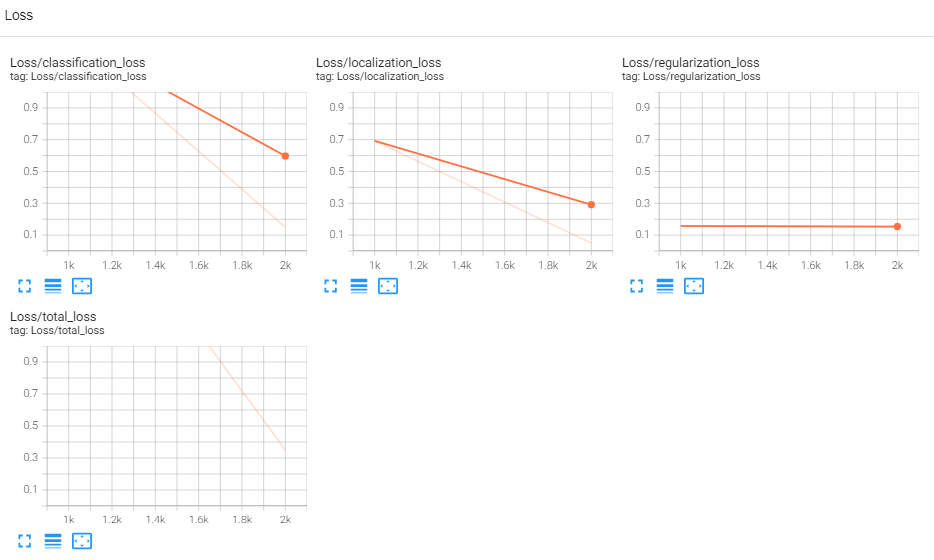 Loss
Loss/classification_loss
tag: Loss/classification_loss
0.9
0.7
0.5
0.3
0.1
1k 1.2k 1.4k 1.6k 1.8k 2k
Loss/localization_loss
tag: Loss/localization_loss
0.9
0.7
0.5
0.3
0.1
1k 1.2k 1.4k 1.6k 1.8k 2k
Loss/regularization_loss
tag: Loss/regularization_loss
0.9
0.7
0.5
0.3
0.1
1k 1.2k 1.4k 1.6k 1.8k 2k
Loss/total_loss
tag: Loss/total_loss
0.9
0.7
0.5
0.3
0.1
1k 1.2k 1.4k 1.6k 1.8k 2k